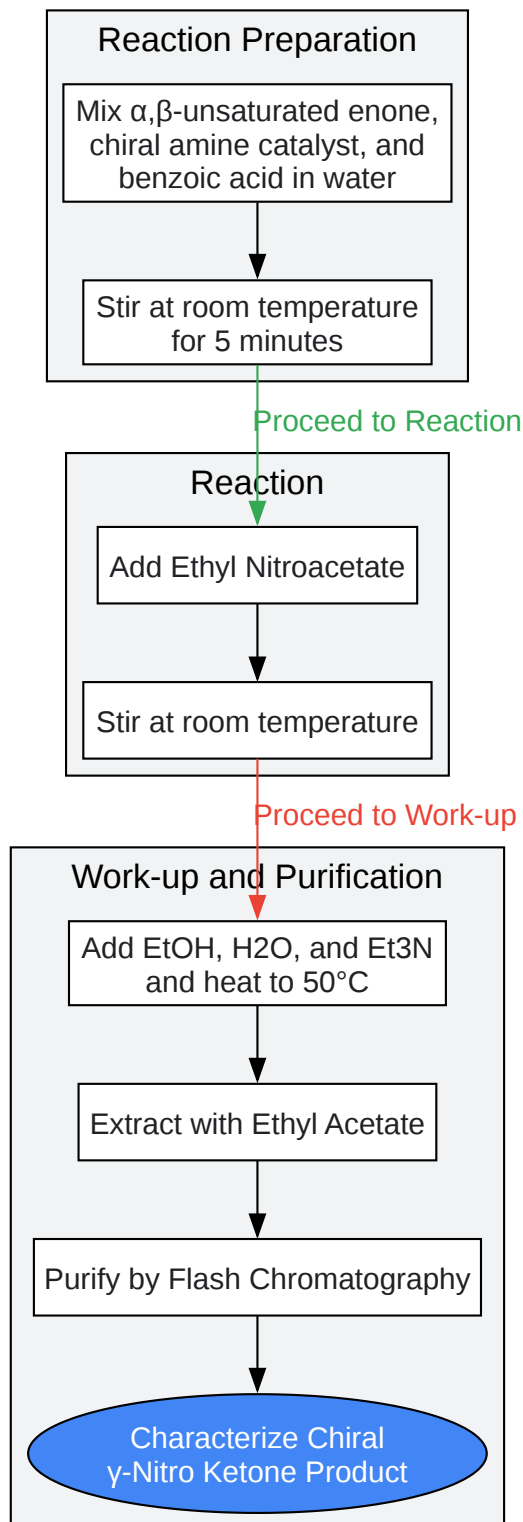 Reaction Preparation
Mix α,β-unsaturated enone,
chiral amine catalyst, and
benzoic acid in water
Stir at room temperature
for 5 minutes
Proceed to Reaction
Reaction
Add Ethyl Nitroacetate
Stir at room temperature
Proceed to Work-up
Work-up and Purification
Add EtOH, H2O, and Et3N
and heat to 50°C
Extract with Ethyl Acetate
Purify by Flash Chromatography
Characterize Chiral
γ-Nitro Ketone Product